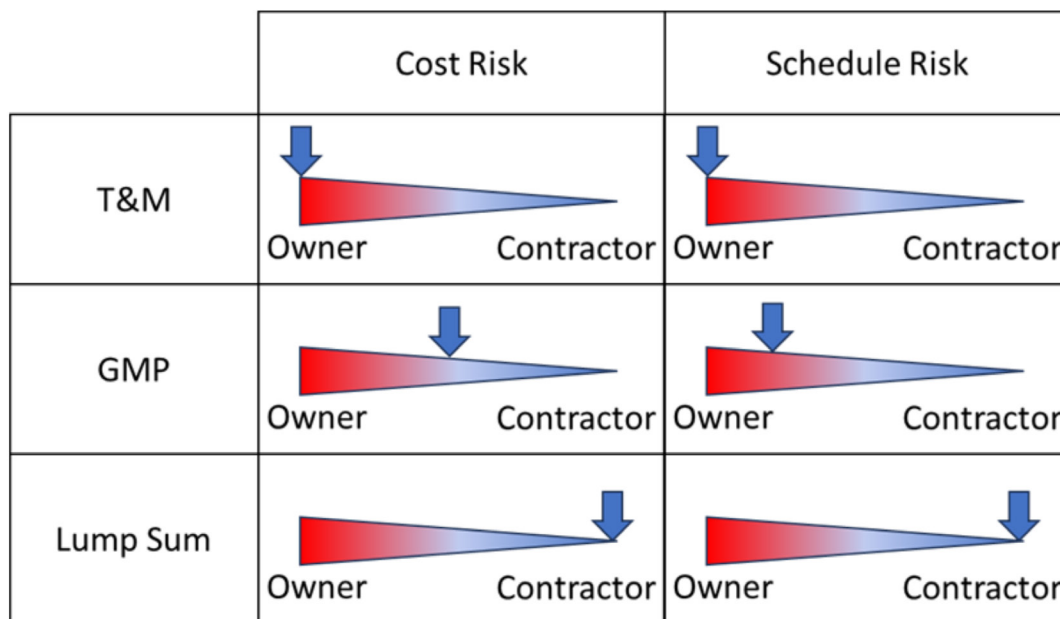 Cost Risk
Schedule Risk
T&M
Owner
Contractor
Owner
Contractor
GMP
Owner
Contractor
Owner
Contractor
Lump Sum
Owner
Contractor
Owner
Contractor